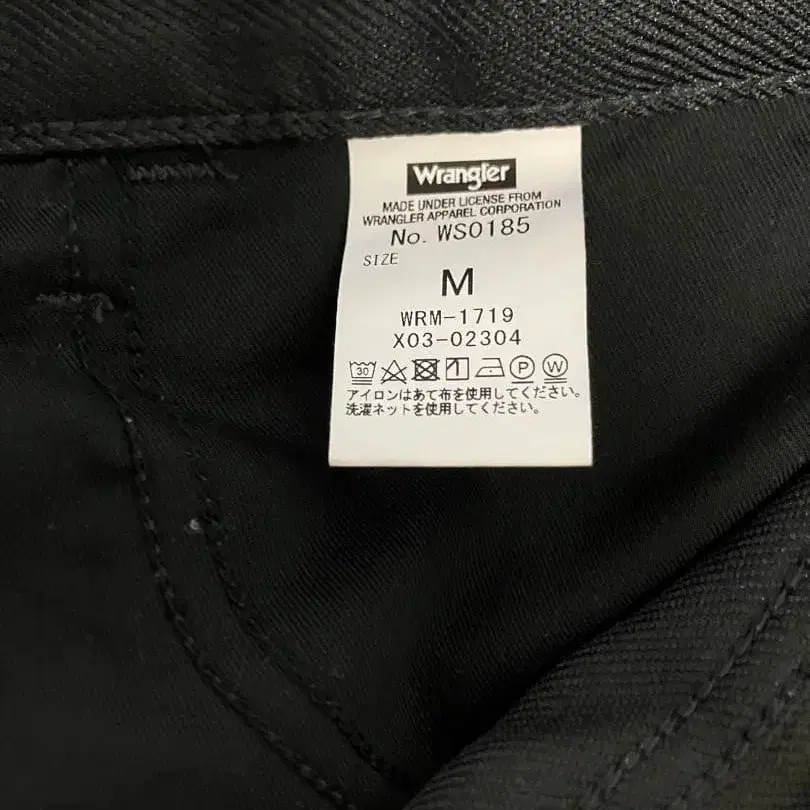 Wrangler
MADE UNDER LICENSE FROM
WRANGLER APPAREL CORPORATION
No. WS0185
SIZE
M
WRM-1719
X03-02304
30 P W
アイロンはあて布を使用してください。
洗濯ネットを使用してください。